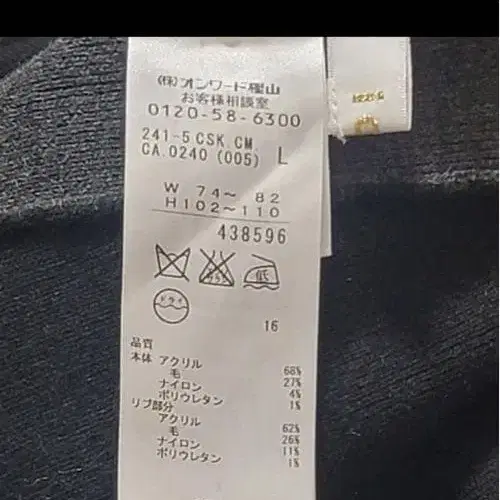 (株)オンワード樫山
お客様相談室
0120-58-6300
241-5 CSK.CM.
CA.0240 (005) L
W 74～ 82
H102～110
438596
低
ドライ
16
品質
本体 アクリル 68%
毛 27%
ナイロン 4%
ポリウレタン 1%
リブ部分
アクリル 62%
毛 26%
ナイロン 11%
ポリウレタン 1%